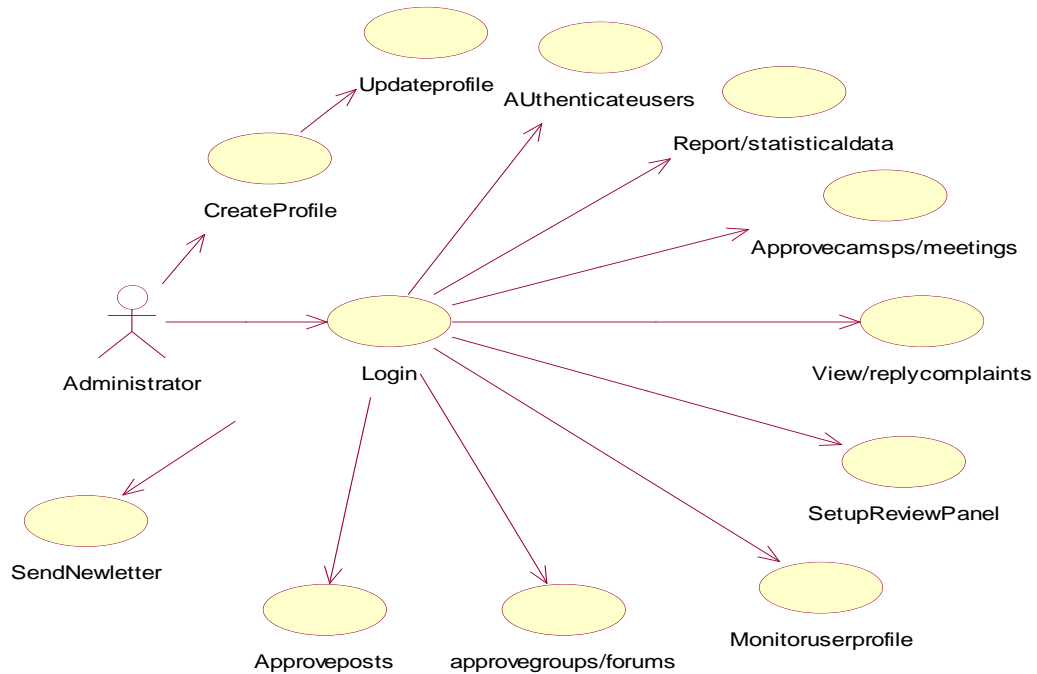 Updateprofile
AUthenticateusers
Report/statisticaldata
CreateProfile
Approvecamsps/meetings
Administrator
Login
View/replycomplaints
SetupReviewPanel
SendNewletter
Monitoruserprofile
Approveposts
approvegroups/forums